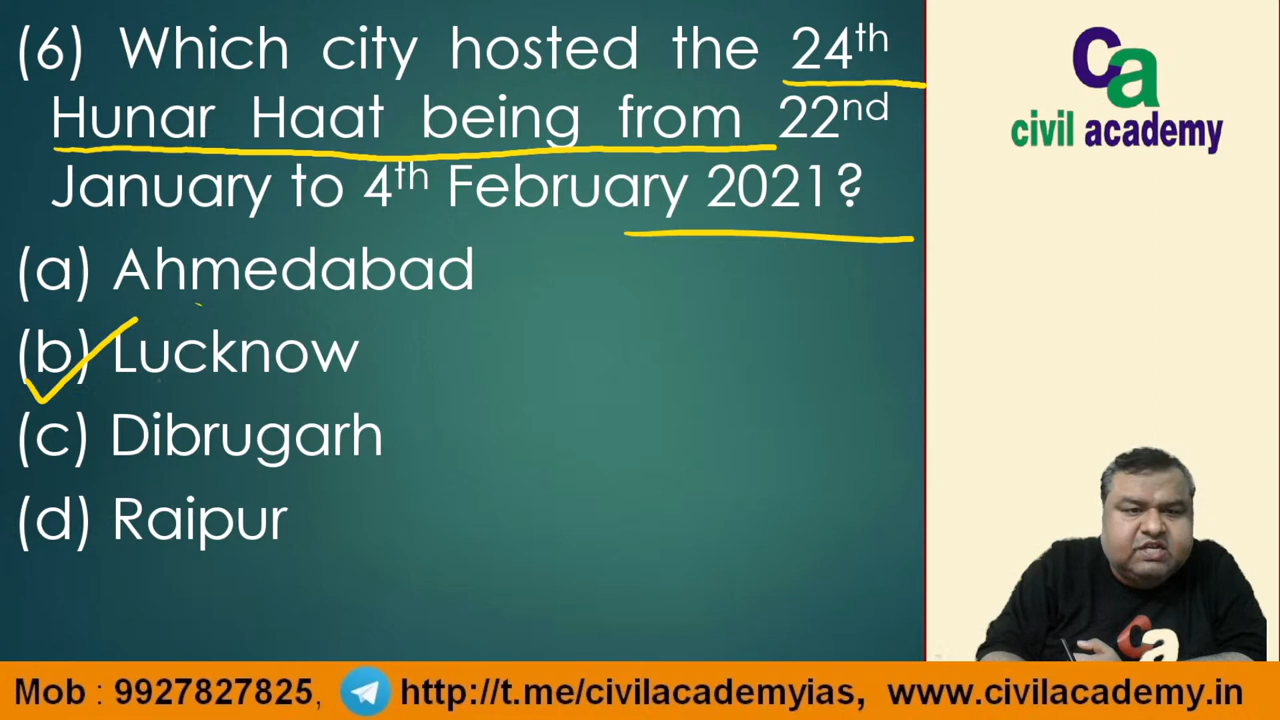 (6) Which city hosted the 24th
Hunar Haat being from 22nd
January to 4th February 2021?
(a) Ahmedabad
(b) Lucknow
(c) Dibrugarh
(d) Raipur
ca
civil academy
ca
Mob : 9927827825, http://t.me/civilacademyias, www.civilacademy.in